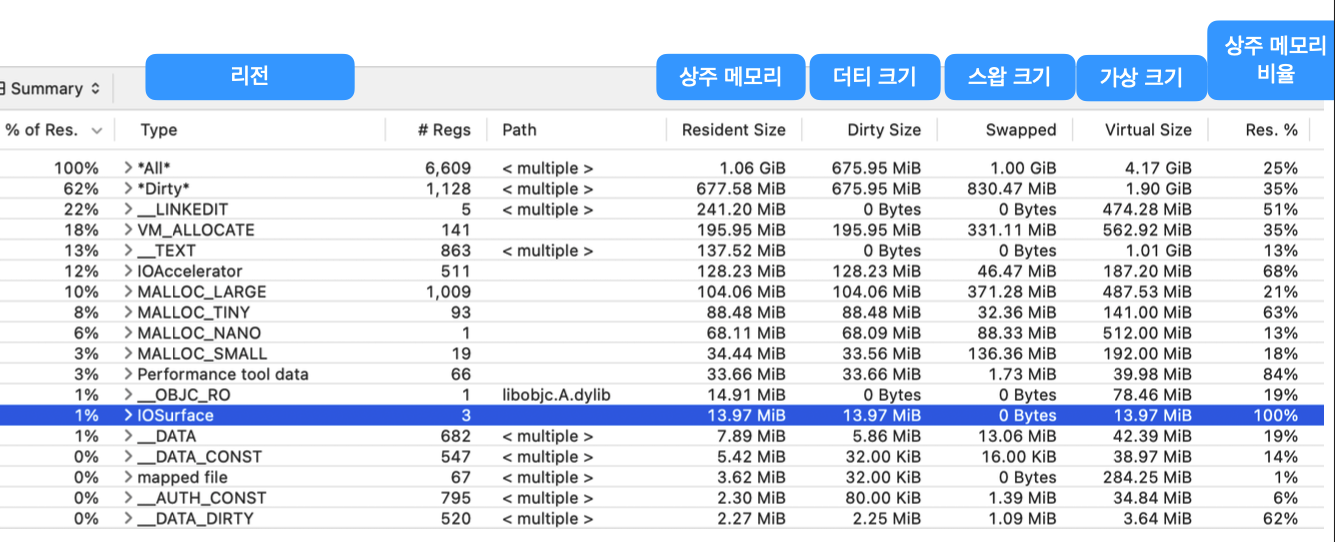 상주 메모리
비율
리전
상주 메모리
더티 크기
스왑 크기
가상 크기
Summary
% of Res. Type # Regs Path Resident Size Dirty Size Swapped Virtual Size Res. %
100% *All* 6,609 < multiple > 1.06 GiB 675.95 MiB 1.00 GiB 4.17 GiB 25%
62% *Dirty* 1,128 < multiple > 677.58 MiB 675.95 MiB 830.47 MiB 1.90 GiB 35%
22% __LINKEDIT 5 < multiple > 241.20 MiB 0 Bytes 0 Bytes 474.28 MiB 51%
18% VM_ALLOCATE 141 195.95 MiB 195.95 MiB 331.11 MiB 562.92 MiB 35%
13% __TEXT 863 < multiple > 137.52 MiB 0 Bytes 0 Bytes 1.01 GiB 13%
12% IOAccelerator 511 128.23 MiB 128.23 MiB 46.47 MiB 187.20 MiB 68%
10% MALLOC_LARGE 1,009 104.06 MiB 104.06 MiB 371.28 MiB 487.53 MiB 21%
8% MALLOC_TINY 93 88.48 MiB 88.48 MiB 32.36 MiB 141.00 MiB 63%
6% MALLOC_NANO 1 68.11 MiB 68.09 MiB 88.33 MiB 512.00 MiB 13%
3% MALLOC_SMALL 19 34.44 MiB 33.56 MiB 136.36 MiB 192.00 MiB 18%
3% Performance tool data 66 33.66 MiB 33.66 MiB 1.73 MiB 39.98 MiB 84%
1% __OBJC_RO 1 libobjc.A.dylib 14.91 MiB 0 Bytes 0 Bytes 78.46 MiB 19%
1% IOSurface 3 13.97 MiB 13.97 MiB 0 Bytes 13.97 MiB 100%
1% __DATA 682 < multiple > 7.89 MiB 5.86 MiB 13.06 MiB 42.39 MiB 19%
0% __DATA_CONST 547 < multiple > 5.42 MiB 32.00 KiB 16.00 KiB 38.97 MiB 14%
0% mapped file 67 < multiple > 3.62 MiB 32.00 KiB 0 Bytes 284.25 MiB 1%
0% __AUTH_CONST 795 < multiple > 2.30 MiB 80.00 KiB 1.39 MiB 34.84 MiB 6%
0% __DATA_DIRTY 520 < multiple > 2.27 MiB 2.25 MiB 1.09 MiB 3.64 MiB 62%